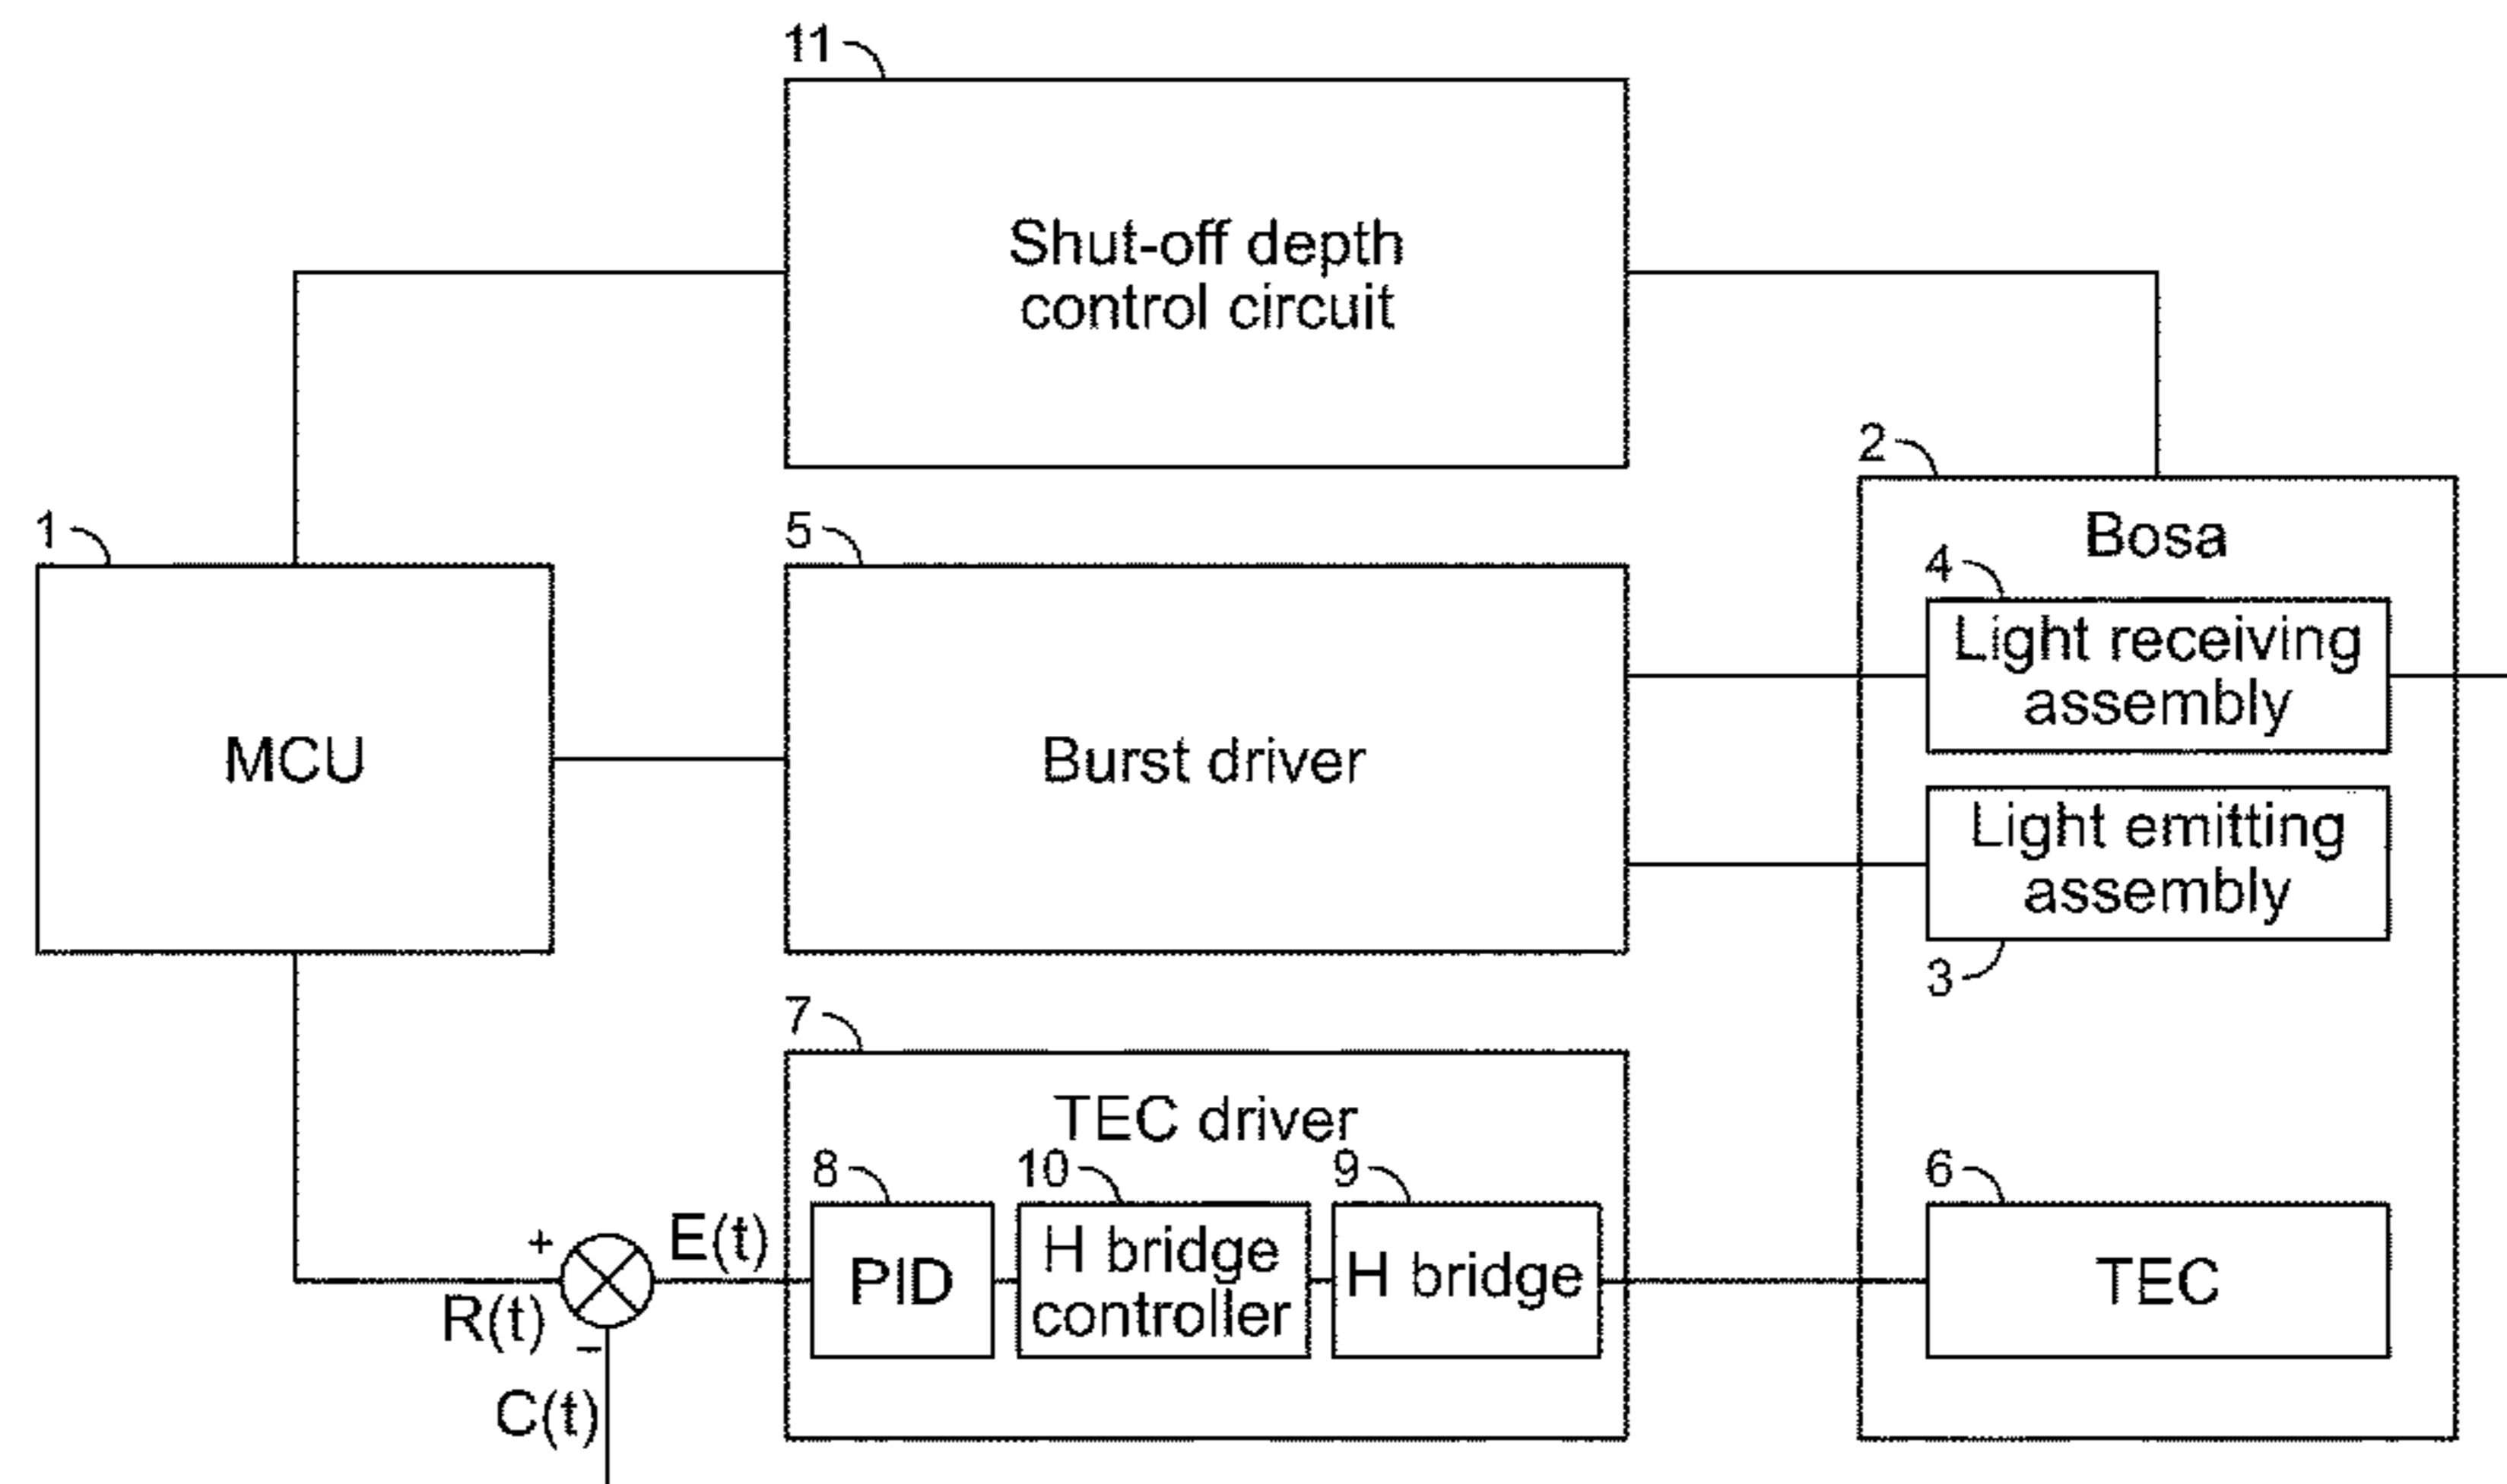 11
Shut-off depth
control circuit
2
Bosa
1
MCU
5
Burst driver
4
Light receiving
assembly
Light emitting
assembly
3
7
TEC driver
8
PID
10
H bridge
controller
9
H bridge
6
TEC
+
R(t)
E(t)
−
C(t)